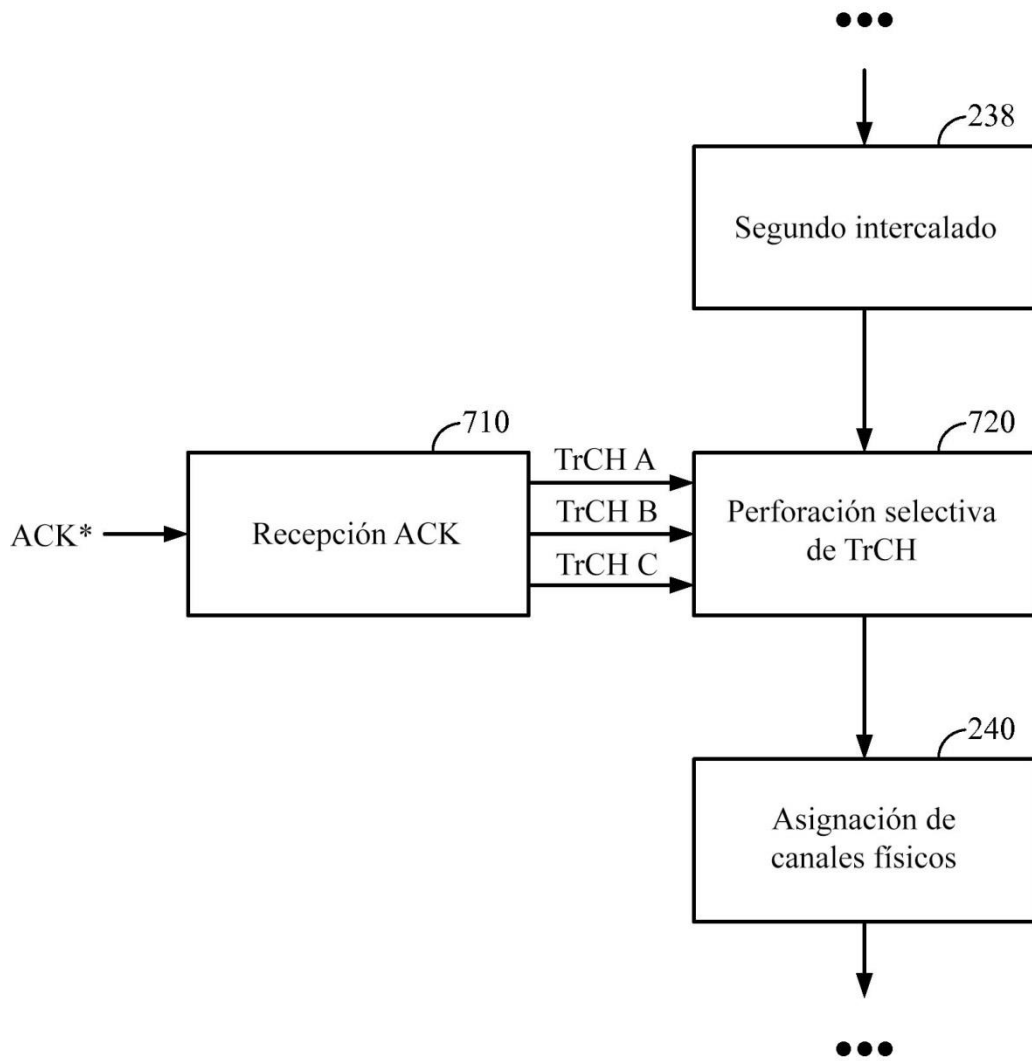 238
Segundo intercalado
710
720
TrCH A
TrCH B
TrCH C
ACK*
Recepción ACK
Perforación selectiva
de TrCH
240
Asignación de
canales físicos